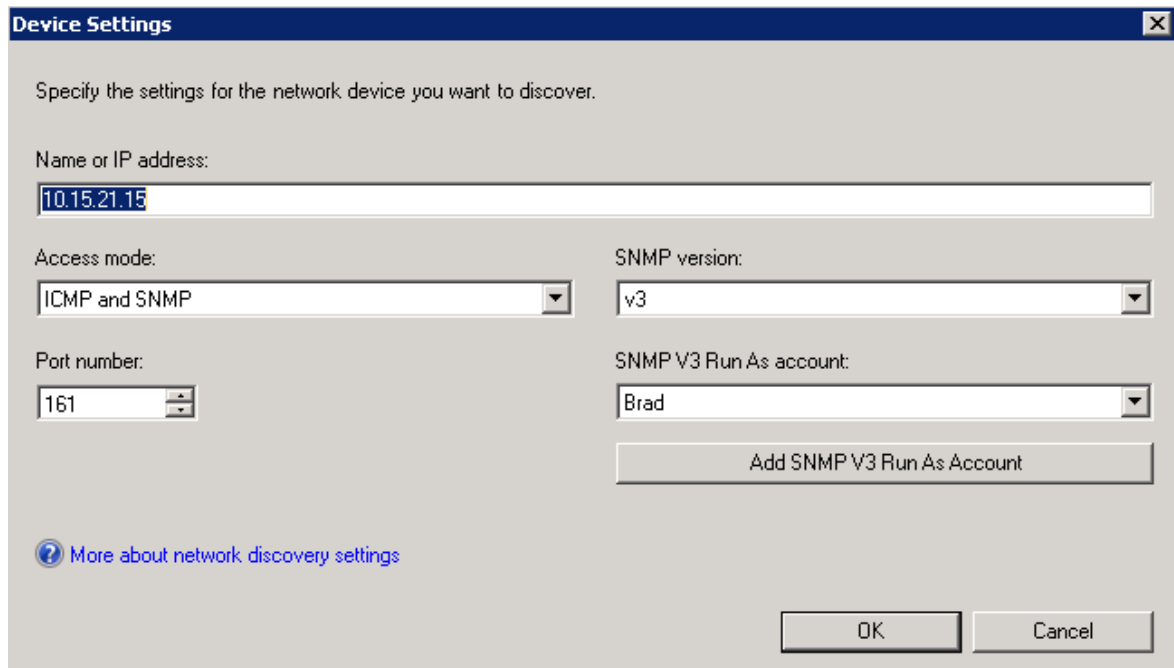 Device Settings
Specify the settings for the network device you want to discover.
Name or IP address:
10.15.21.15
Access mode:
SNMP version:
ICMP and SNMP
v3
Port number:
SNMP V3 Run As account:
161
Brad
Add SNMP V3 Run As Account
More about network discovery settings
OK
Cancel